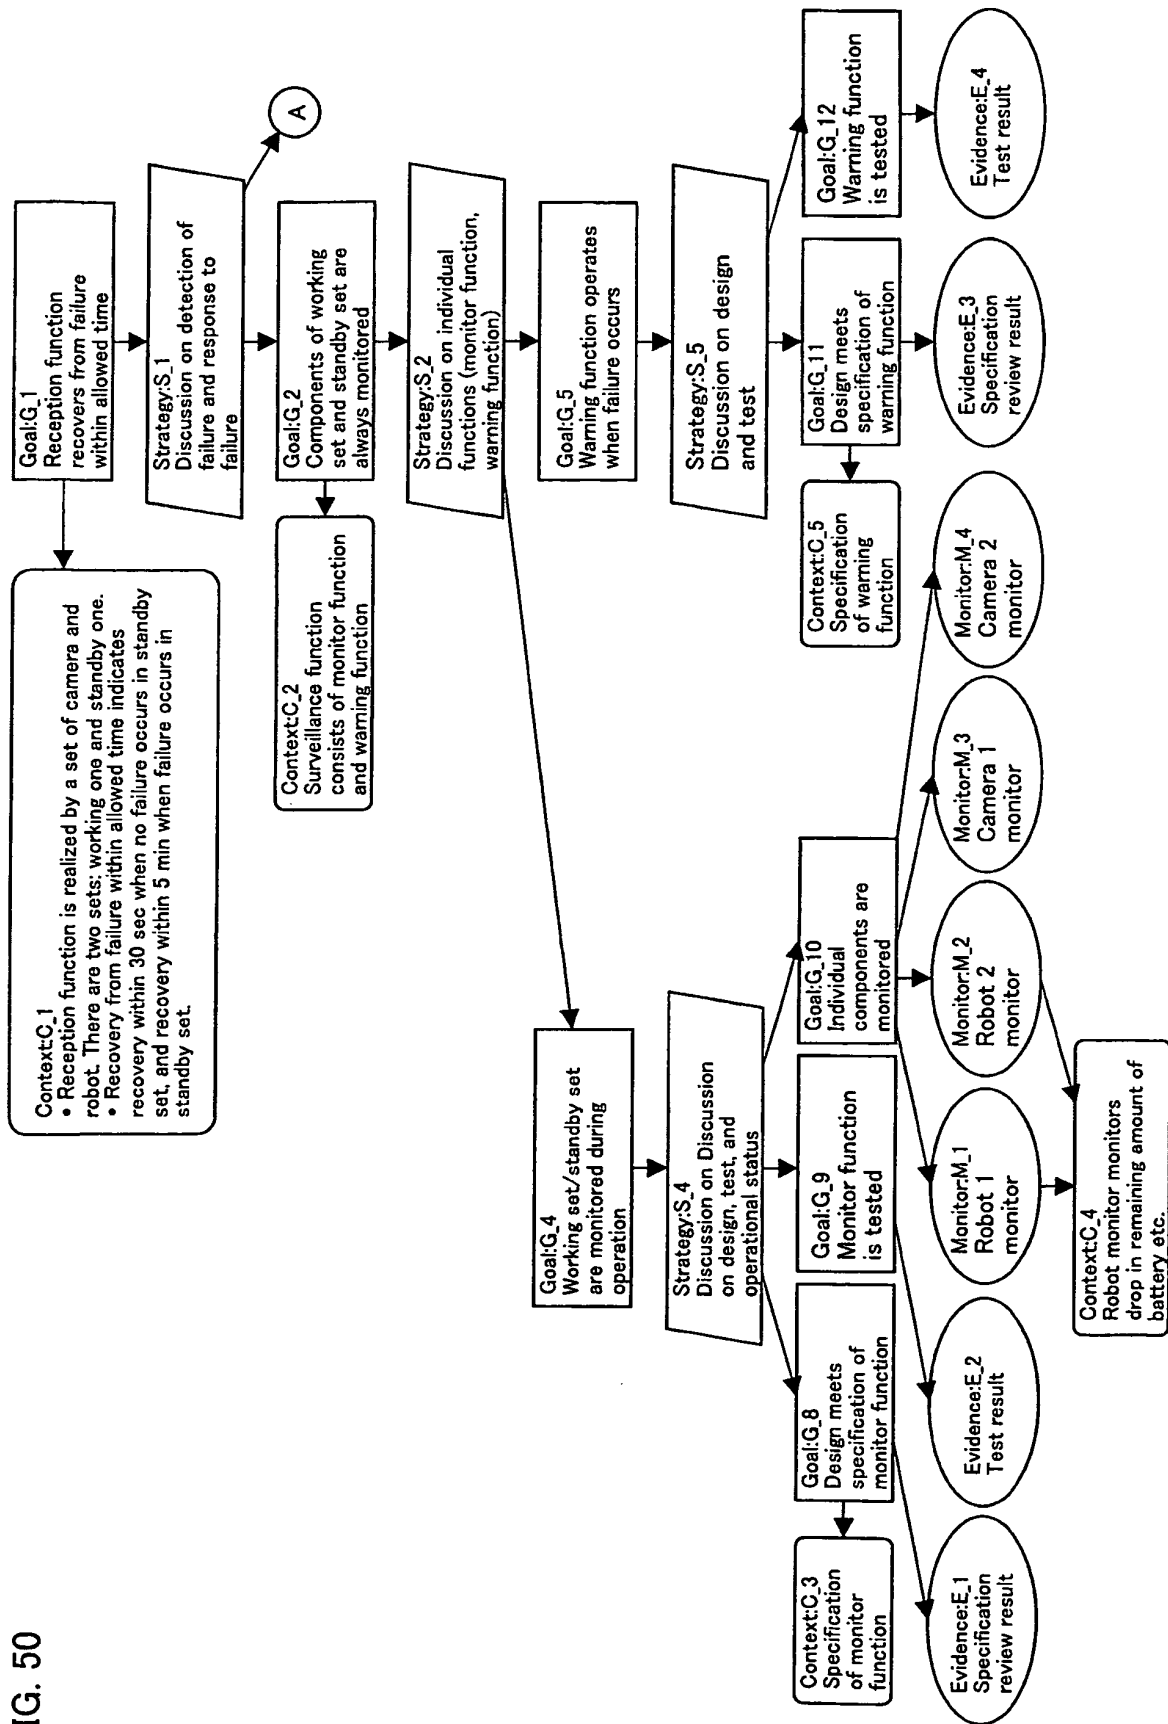 IG. 50
Goal:G_1
Reception function
recovers from failure
within allowed time
Context:C_1
• Reception function is realized by a set of camera and
robot. There are two sets: working one and standby one.
• Recovery from failure within allowed time indicates
recovery within 30 sec when no failure occurs in standby
set, and recovery within 5 min when failure occurs in
standby set.
Strategy:S_1
Discussion on detection of
failure and response to
failure
A
Goal:G_2
Components of working
set and standby set are
always monitored
Context:C_2
Surveillance function
consists of monitor function
and warning function
Strategy:S_2
Discussion on individual
functions (monitor function,
warning function)
Goal:G_4
Working set/standby set
are monitored during
operation
Goal:G_5
Warning function operates
when failure occurs
Strategy:S_4
Discussion on Discussion
on design, test, and
operational status
Strategy:S_5
Discussion on design
and test
Context:C_3
Specification
of monitor
function
Goal:G_8
Design meets
specification of
monitor function
Goal:G_9
Monitor function
is tested
Goal:G_10
Individual
components are
monitored
Context:C_5
Specification
of warning
function
Goal:G_11
Design meets
specification of
warning function
Goal:G_12
Warning function
is tested
Evidence:E_1
Specification
review result
Evidence:E_2
Test result
Monitor:M_1
Robot 1
monitor
Monitor:M_2
Robot 2
monitor
Monitor:M_3
Camera 1
monitor
Monitor:M_4
Camera 2
monitor
Evidence:E_3
Specification
review result
Evidence:E_4
Test result
Context:C_4
Robot monitor monitors
drop in remaining amount of
battery etc.